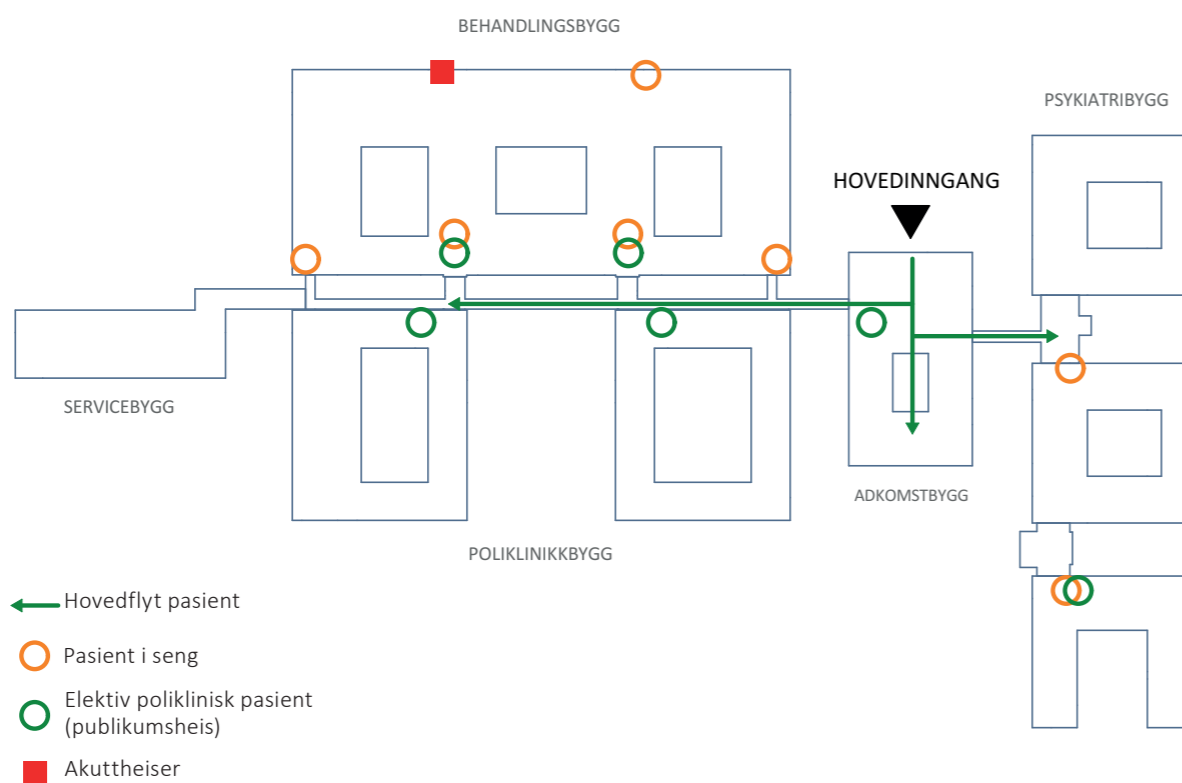 BEHANDLINGSBYGG
PSYKIATRIBYGG
HOVEDINNGANG
SERVICEBYGG
ADKOMSTBYGG
POLIKLINIKKBYGG
Hovedflyt pasient
Pasient i seng
Elektiv poliklinisk pasient
(publikumsheis)
Akuttheiser